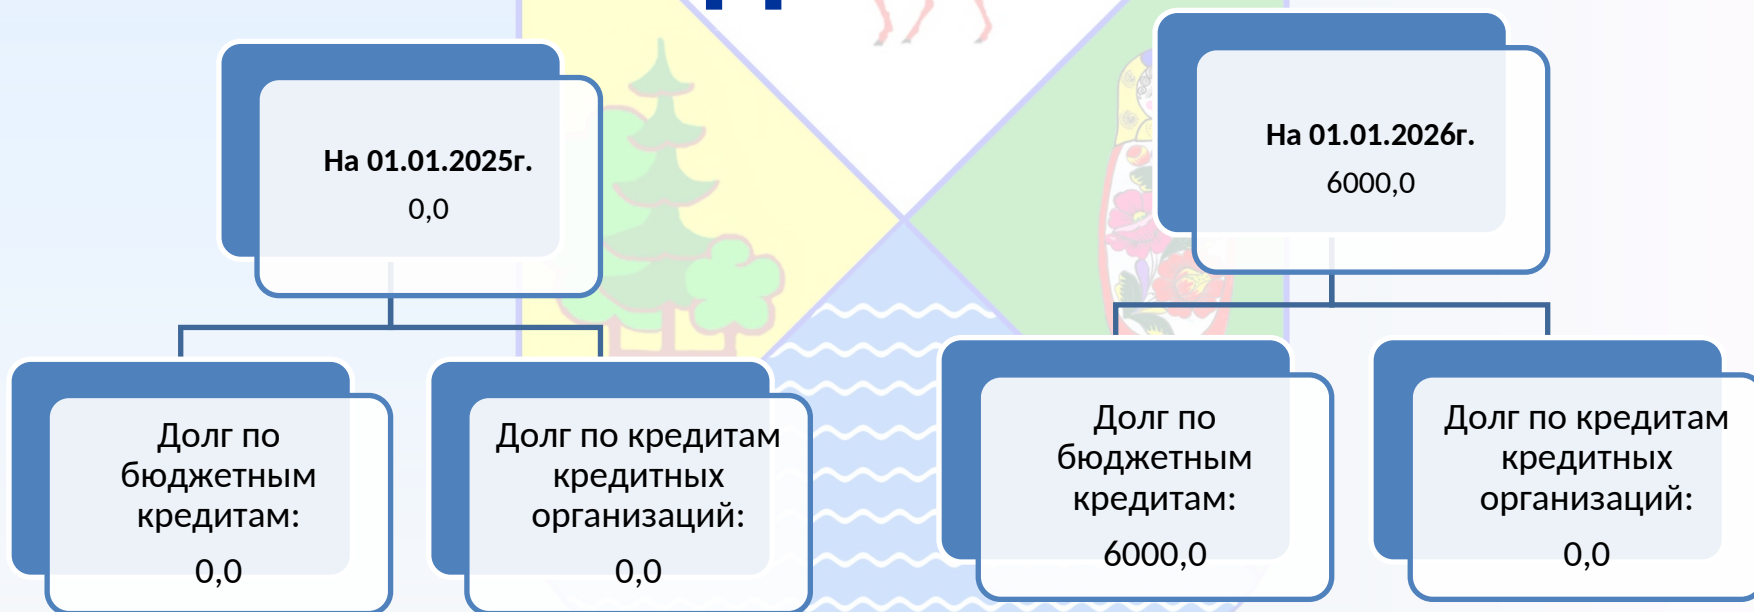 На 01.01.2025г.
0,0
Долг по
бюджетным
кредитам:
0,0
Долг по кредитам
кредитных
организаций:
0,0
На 01.01.2026г.
6000,0
Долг по
бюджетным
кредитам:
6000,0
Долг по кредитам
кредитных
организаций:
0,0